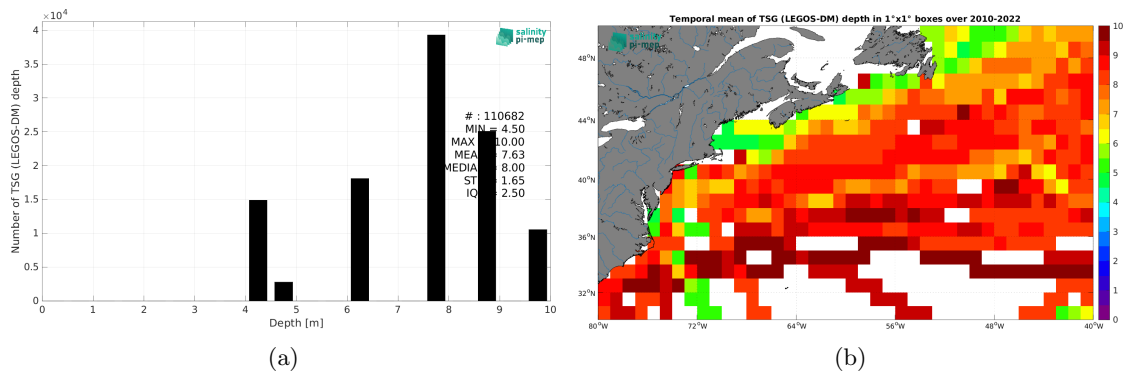 ×10⁴
4
3.5
3
2.5
2
1.5
1
0.5
0
Number of TSG (LEGOS-DM) depth
salinity
pi-mep
# : 110682
MIN = 4.50
MAX 10.00
MEA = 7.63
MEDIA = 8.00
ST = 1.65
IQ = 2.50
0 1 2 3 4 5 6 7 8 9 10
Depth [m]
(a)
Temporal mean of TSG (LEGOS-DM) depth in 1°x1° boxes over 2010-2022
salinity
pi-mep
48°N
44°N
40°N
36°N
32°N
80°W 72°W 64°W 56°W 48°W 40°W
10
9
8
7
6
5
4
3
2
1
0
(b)